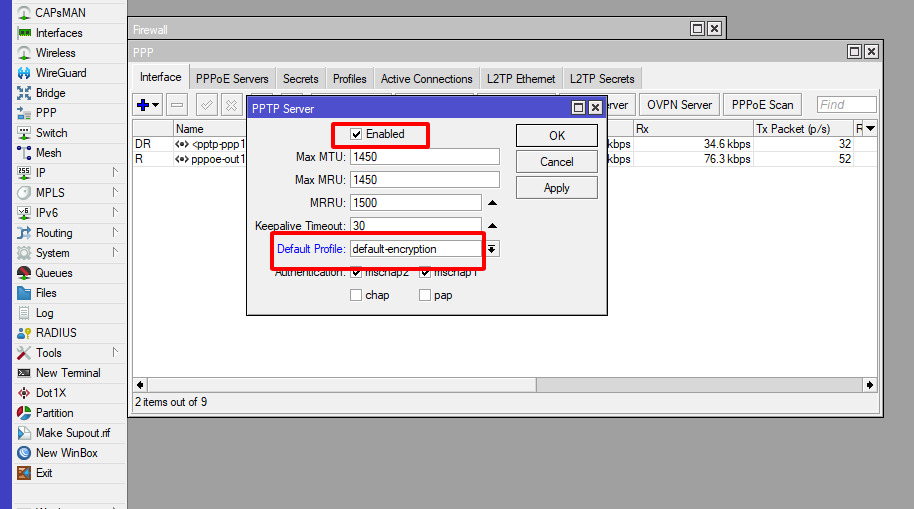 CAPsMAN
Interfaces
Wireless
WireGuard
Bridge
PPP
Switch
Mesh
IP
MPLS
IPv6
Routing
System
Queues
Files
Log
RADIUS
Tools
New Terminal
Dot1X
Partition
Make Supout.rif
New WinBox
Exit
Firewall
PPP
Interface PPPoE Servers Secrets Profiles Active Connections L2TP Ethernet L2TP Secrets
OVPN Server PPPoE Scan Find
Name Rx Tx Packet (p/s) R
DR <pptp-ppp1 kbps 34.6 kbps 32
R pppoe-out1 kbps 76.3 kbps 52
2 items out of 9
PPTP Server
Enabled
OK
Max MTU: 1450
Cancel
Max MRU: 1450
Apply
MRRU: 1500
Keepalive Timeout: 30
Default Profile: default-encryption
Authentication: mschap2 mschap1
chap pap